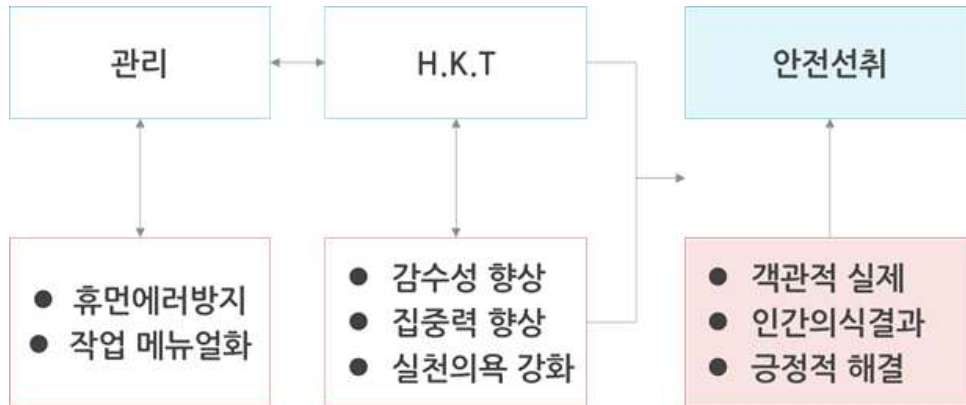 관리
H.K.T
안전선취
● 휴먼에러방지
● 작업 메뉴얼화
● 감수성 향상
● 집중력 향상
● 실천의욕 강화
● 객관적 실제
● 인간의식결과
● 긍정적 해결